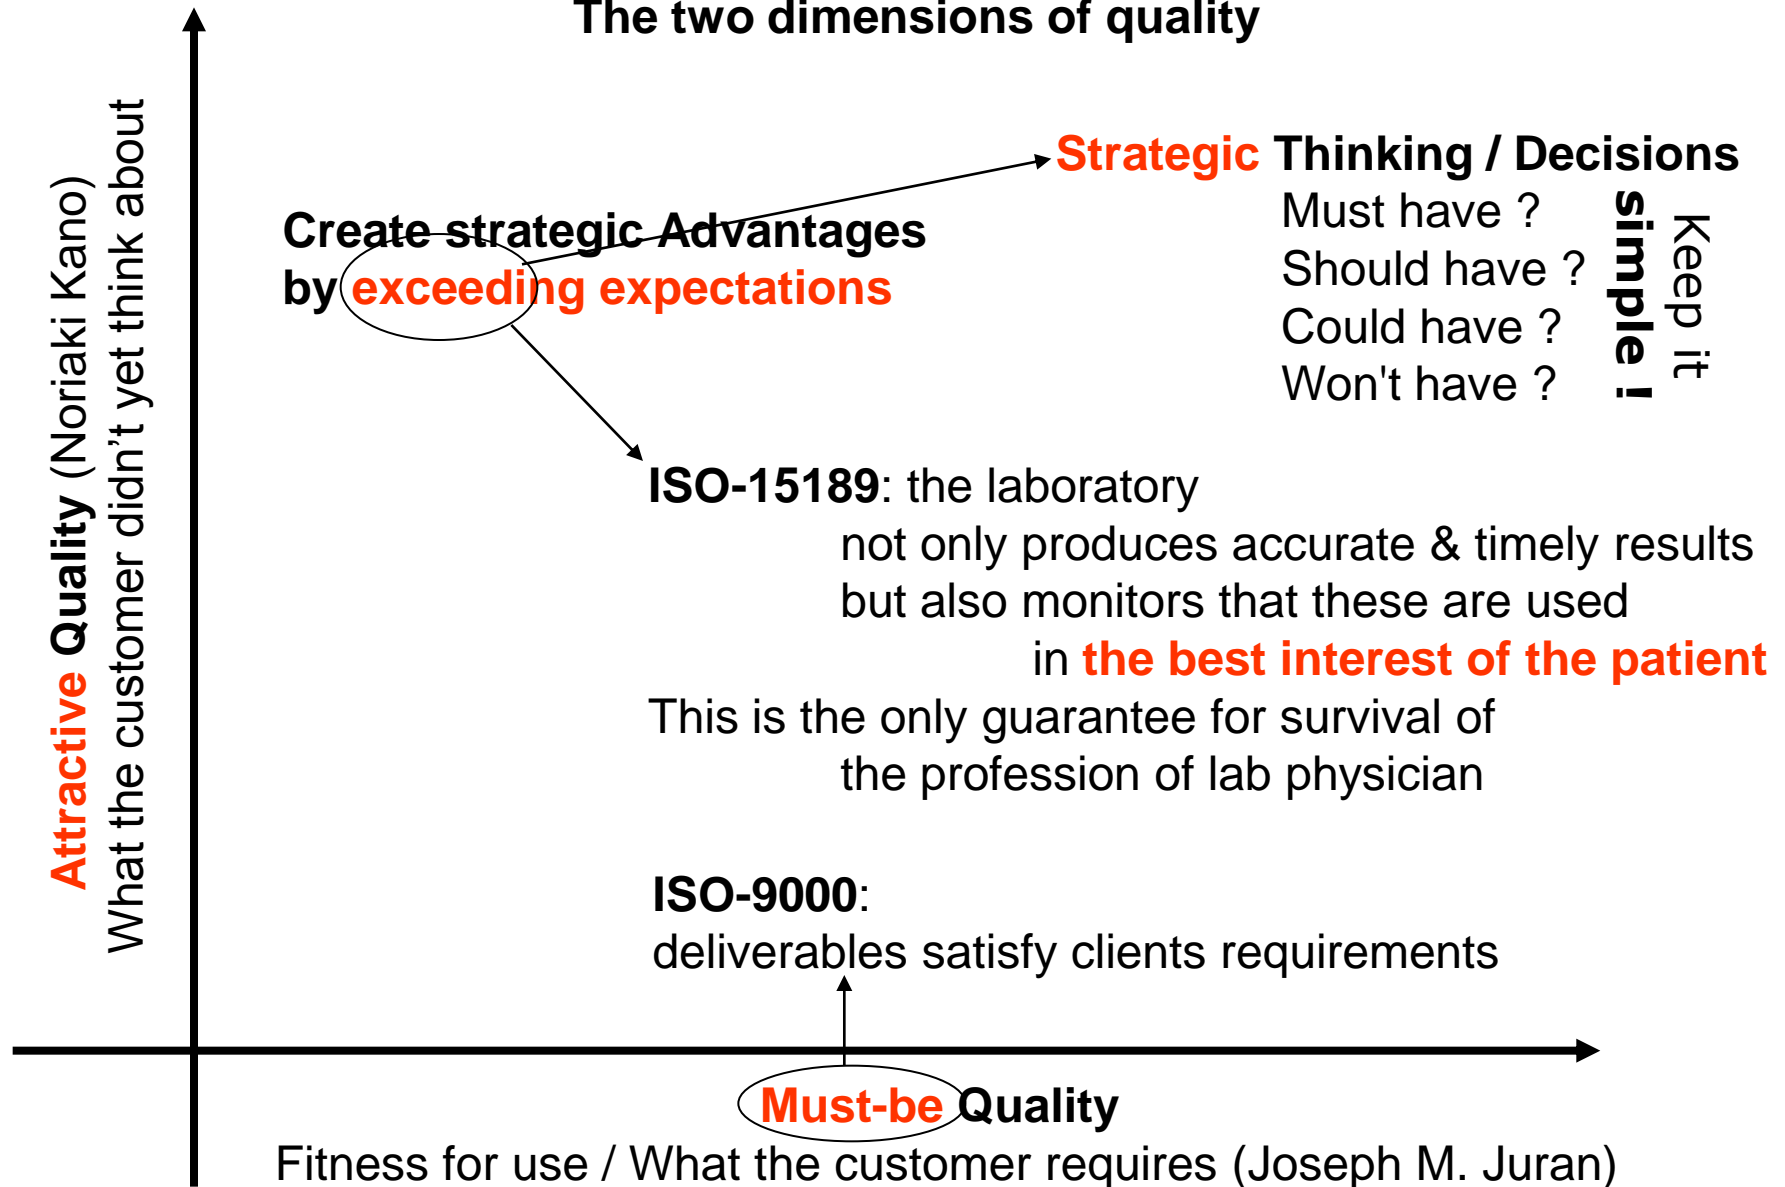 The two dimensions of quality
Attractive Quality (Noriaki Kano)
What the customer didn't yet think about
Create strategic Advantages
by exceeding expectations
Strategic Thinking / Decisions
Must have ?
Should have ?
Could have ?
Won't have ?
Keep it
simple !
ISO-15189: the laboratory
not only produces accurate & timely results
but also monitors that these are used
in the best interest of the patient
This is the only guarantee for survival of
the profession of lab physician
ISO-9000:
deliverables satisfy clients requirements
Must-be Quality
Fitness for use / What the customer requires (Joseph M. Juran)